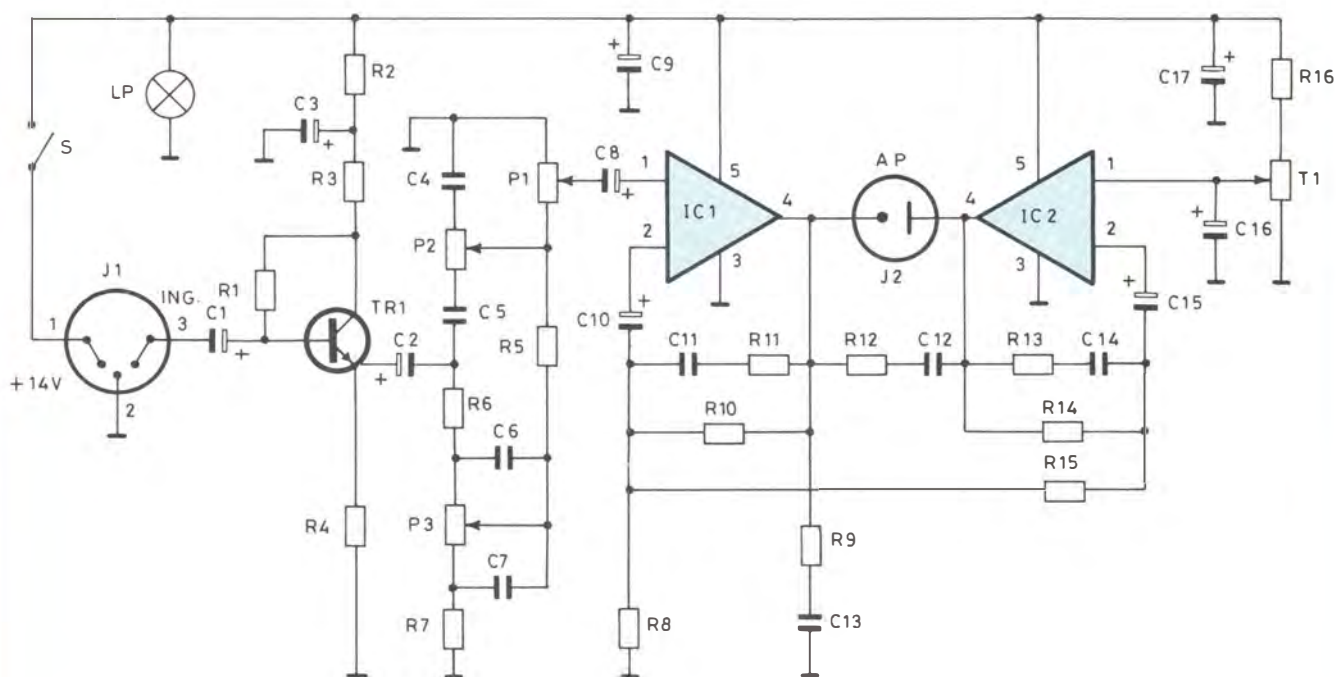 LP
S
R2
C3
+
R3
C9
+
C17
+
R16
J1
ING.
1
3
2
+14V
C1
+
R1
TR1
C2
+
C4
P2
C5
R6
C6
P3
C7
R7
R4
P1
R5
C8
+
1
2
5
4
3
IC1
AP
J2
4
5
1
2
3
IC2
T1
C16
+
C15
+
C10
+
C11
R11
R12
C12
R13
C14
R10
R14
R15
R9
C13
R8